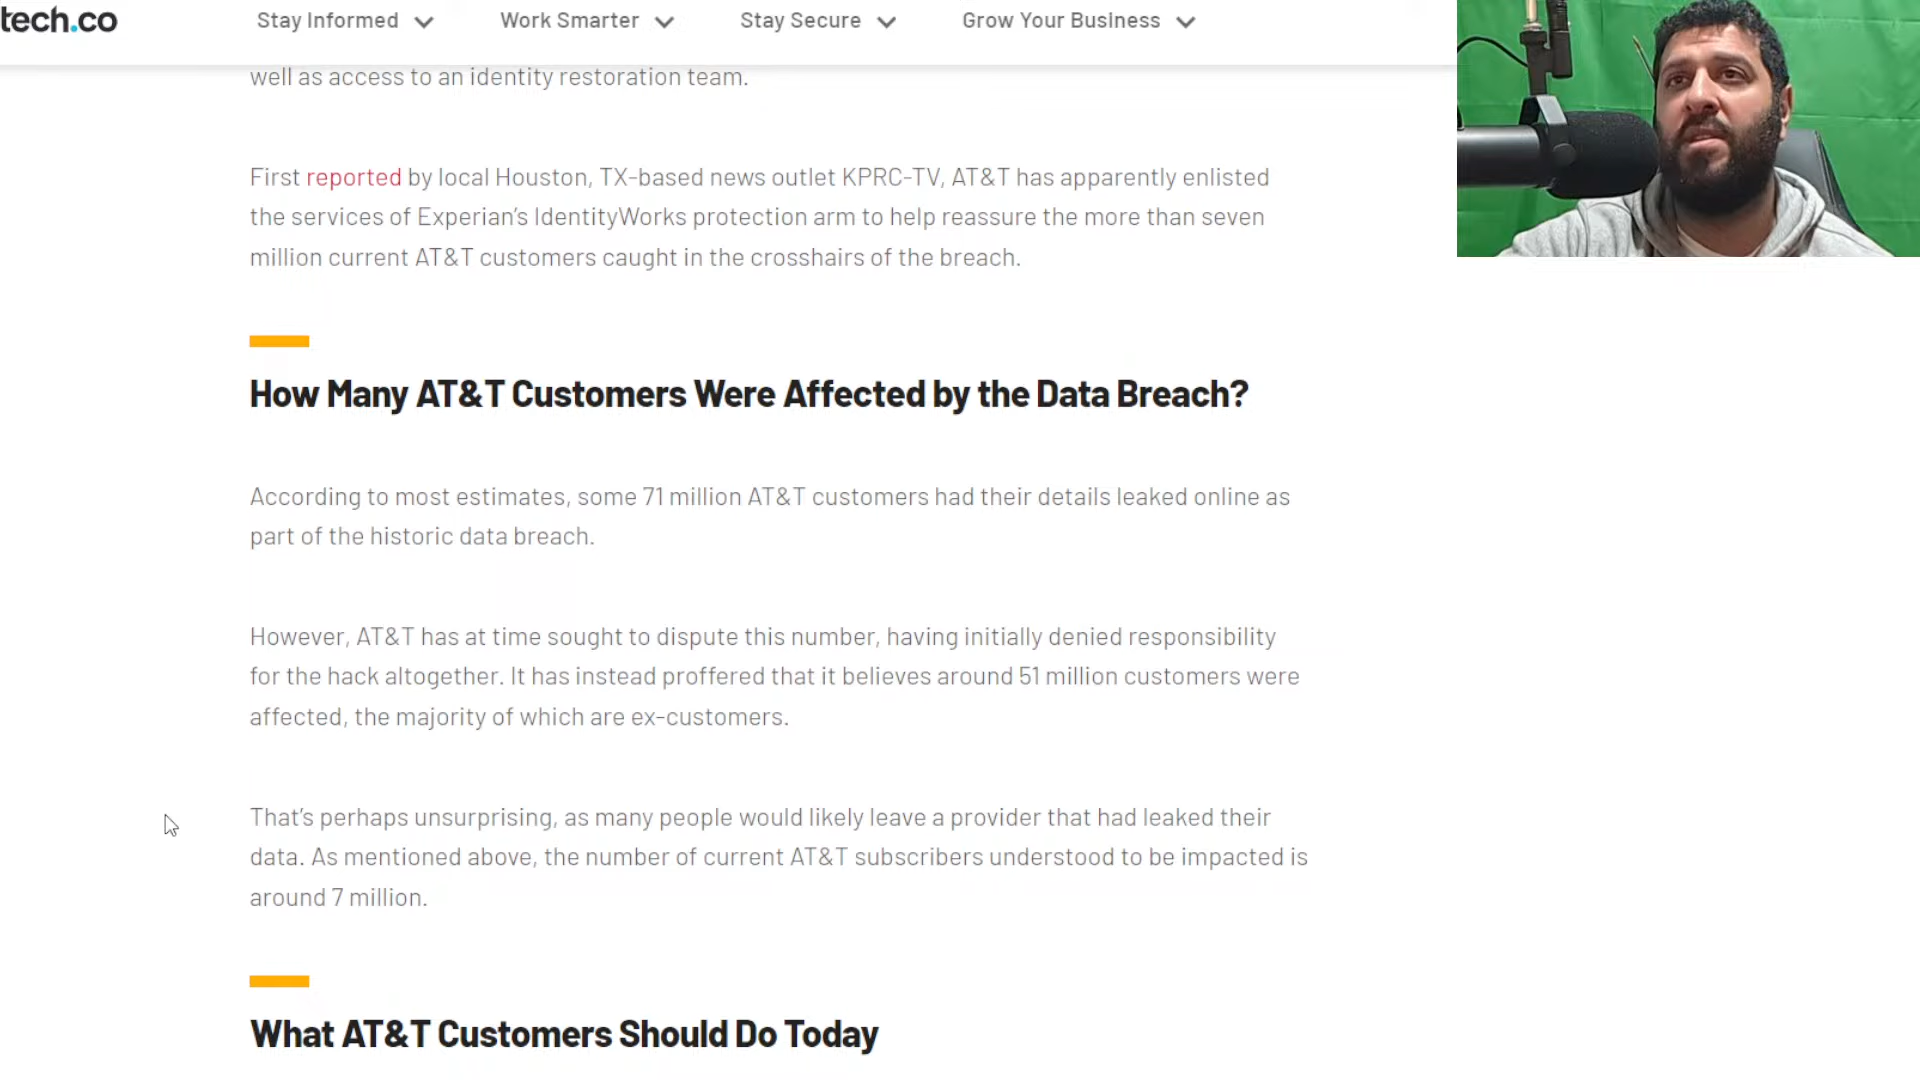 tech.co
Stay Informed Work Smarter Stay Secure Grow Your Business
well as access to an identity restoration team.
First reported by local Houston, TX-based news outlet KPRC-TV, AT&T has apparently enlisted
the services of Experian's IdentityWorks protection arm to help reassure the more than seven
million current AT&T customers caught in the crosshairs of the breach.
How Many AT&T Customers Were Affected by the Data Breach?
According to most estimates, some 71 million AT&T customers had their details leaked online as
part of the historic data breach.
However, AT&T has at time sought to dispute this number, having initially denied responsibility
for the hack altogether. It has instead proffered that it believes around 51 million customers were
affected, the majority of which are ex-customers.
That's perhaps unsurprising, as many people would likely leave a provider that had leaked their
data. As mentioned above, the number of current AT&T subscribers understood to be impacted is
around 7 million.
What AT&T Customers Should Do Today